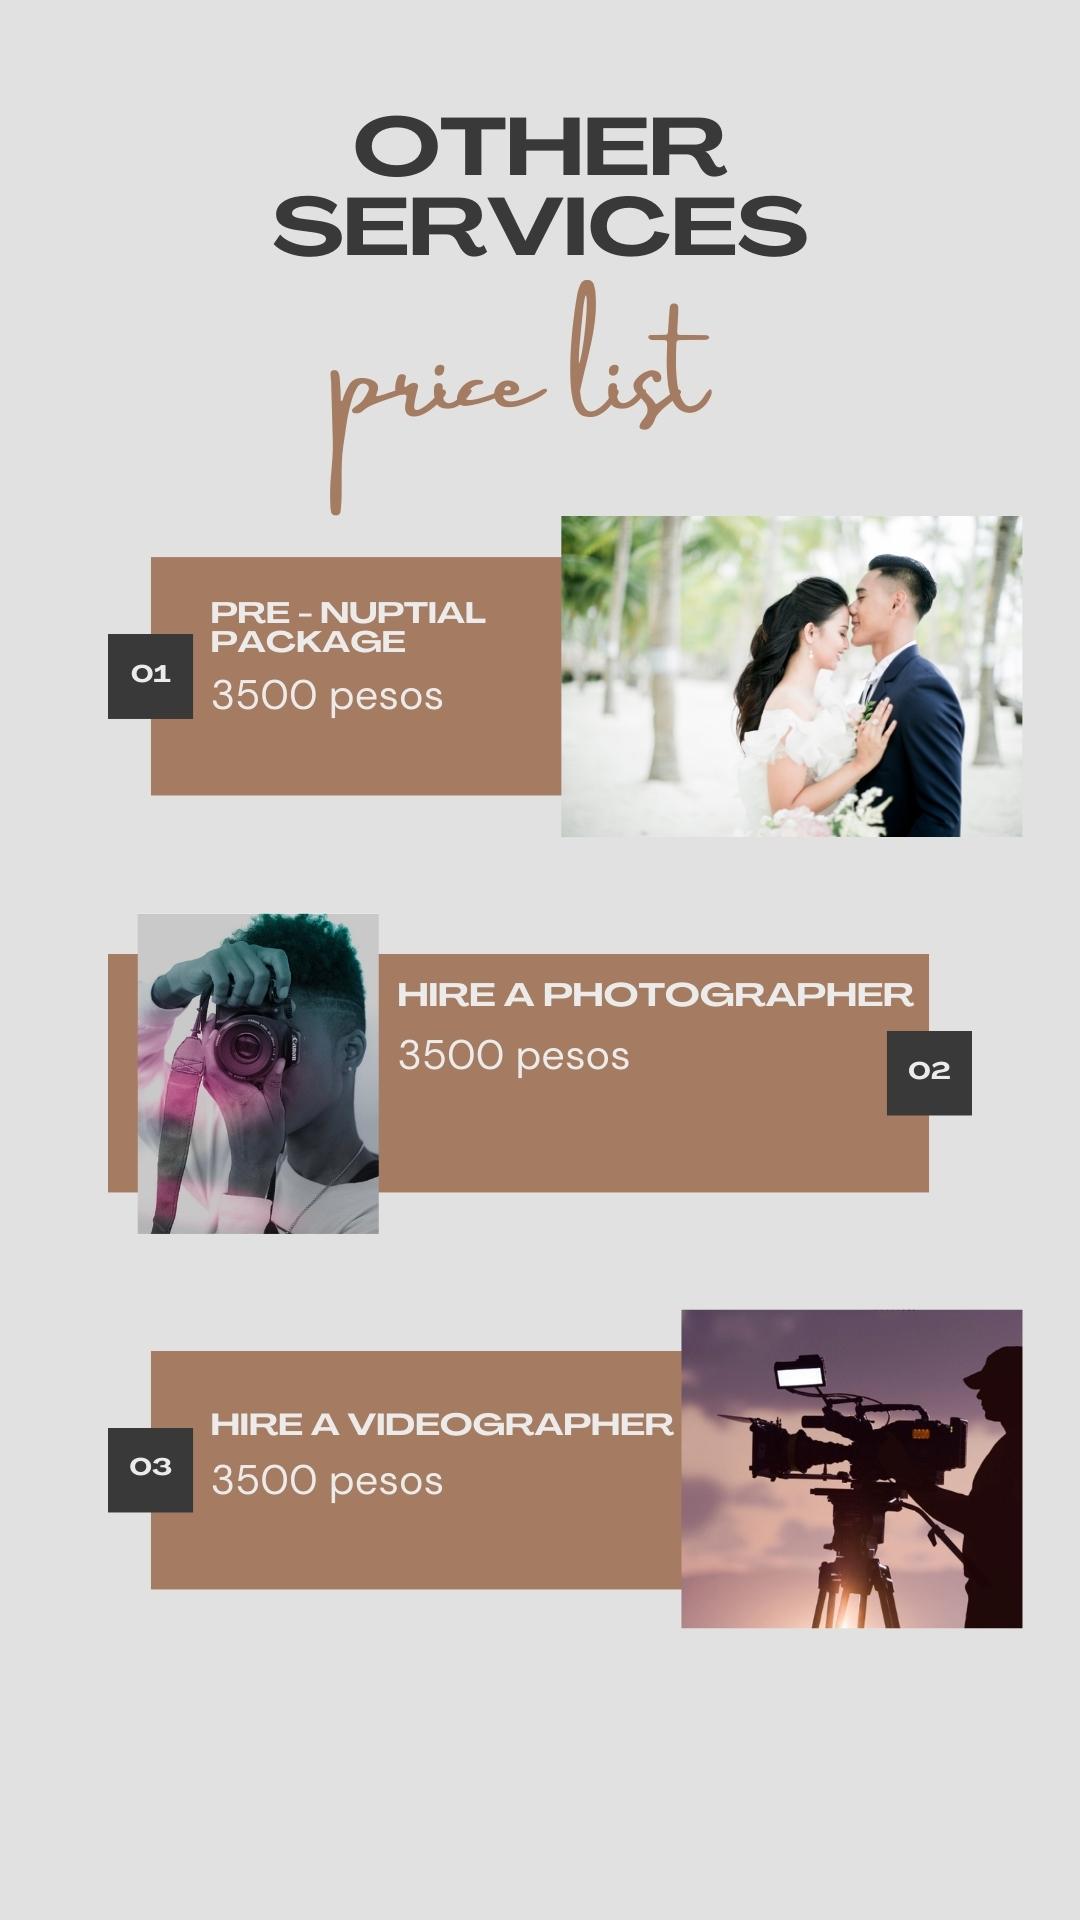 OTHER
SERVICES
price list
PRE - NUPTIAL
PACKAGE
01
3500 pesos
HIRE A PHOTOGRAPHER
3500 pesos
02
Canon
HIRE A VIDEOGRAPHER
03
3500 pesos